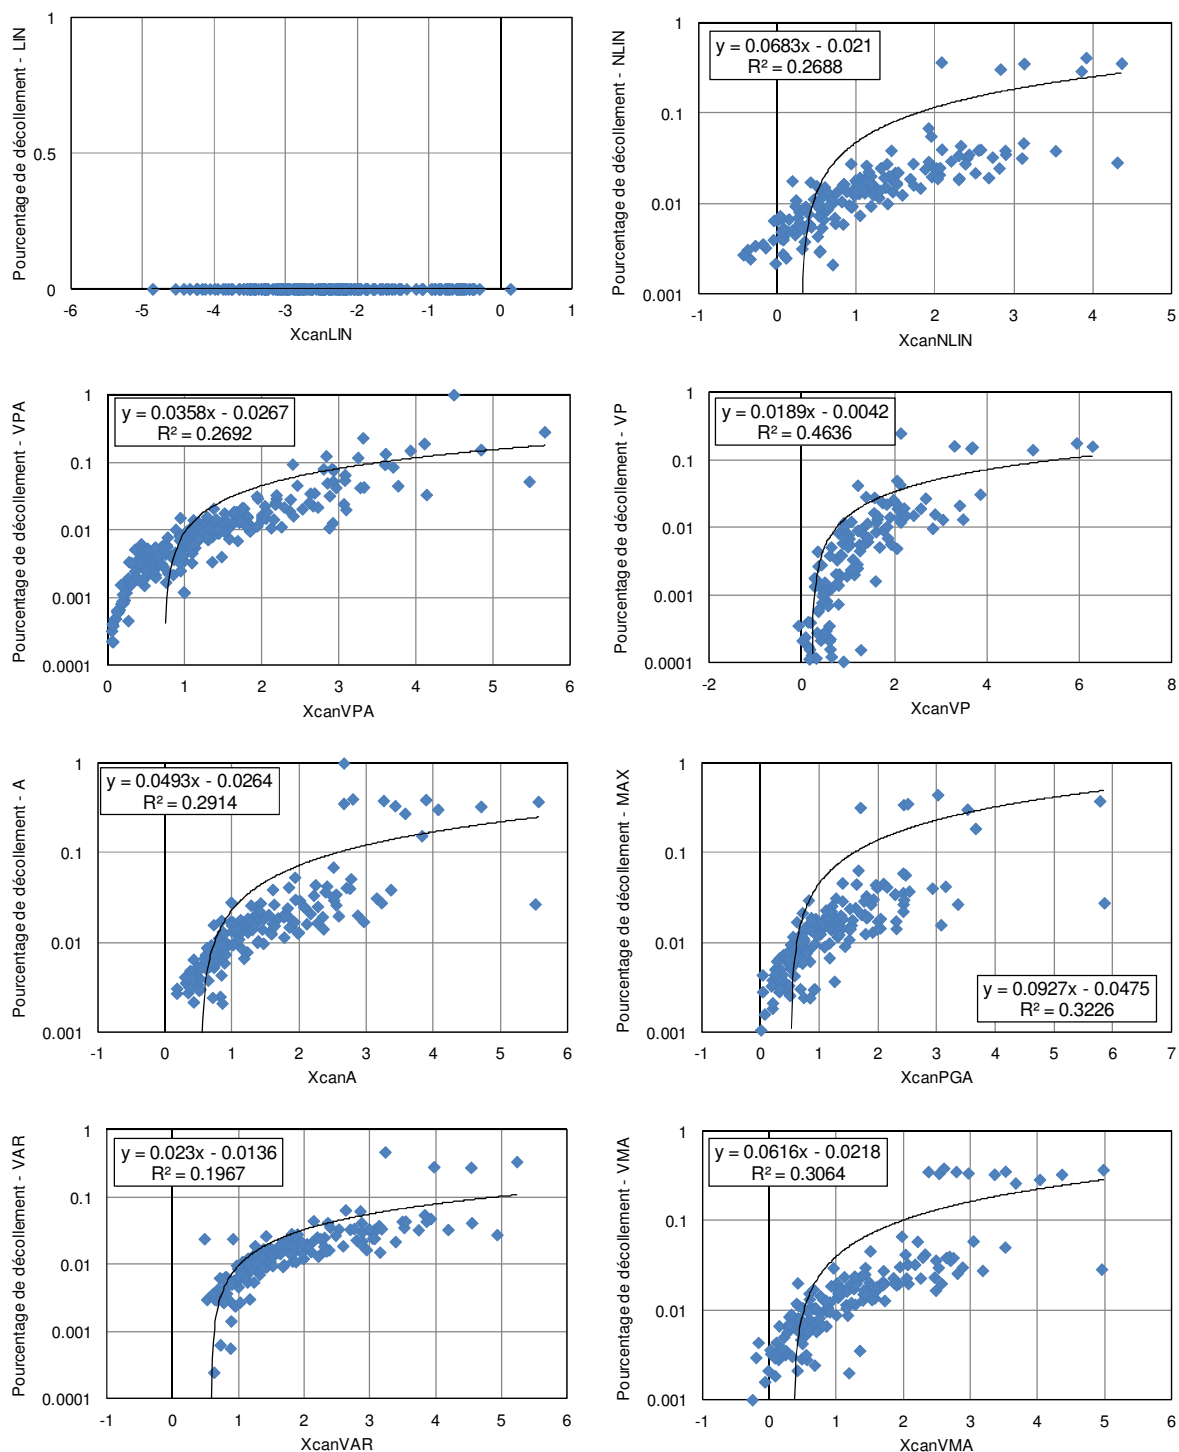 Pourcentage de décollement - LIN
1
0.5
0
-6 -5 -4 -3 -2 -1 0 1
XcanLIN
Pourcentage de décollement - NLIN
y = 0.0683x - 0.021
R² = 0.2688
1
0.1
0.01
0.001
-1 0 1 2 3 4 5
XcanNLIN
Pourcentage de décollement - VPA
y = 0.0358x - 0.0267
R² = 0.2692
1
0.1
0.01
0.001
0.0001
0 1 2 3 4 5 6
XcanVPA
Pourcentage de décollement - VP
y = 0.0189x - 0.0042
R² = 0.4636
1
0.1
0.01
0.001
0.0001
-2 0 2 4 6 8
XcanVP
Pourcentage de décollement - A
y = 0.0493x - 0.0264
R² = 0.2914
1
0.1
0.01
0.001
-1 0 1 2 3 4 5 6
XcanA
Pourcentage de décollement - MAX
1
0.1
0.01
0.001
y = 0.0927x - 0.0475
R² = 0.3226
-1 0 1 2 3 4 5 6 7
XcanPGA
Pourcentage de décollement - VAR
y = 0.023x - 0.0136
R² = 0.1967
1
0.1
0.01
0.001
0.0001
-1 0 1 2 3 4 5 6
XcanVAR
Pourcentage de décollement - VMA
y = 0.0616x - 0.0218
R² = 0.3064
1
0.1
0.01
0.001
-1 0 1 2 3 4 5 6
XcanVMA